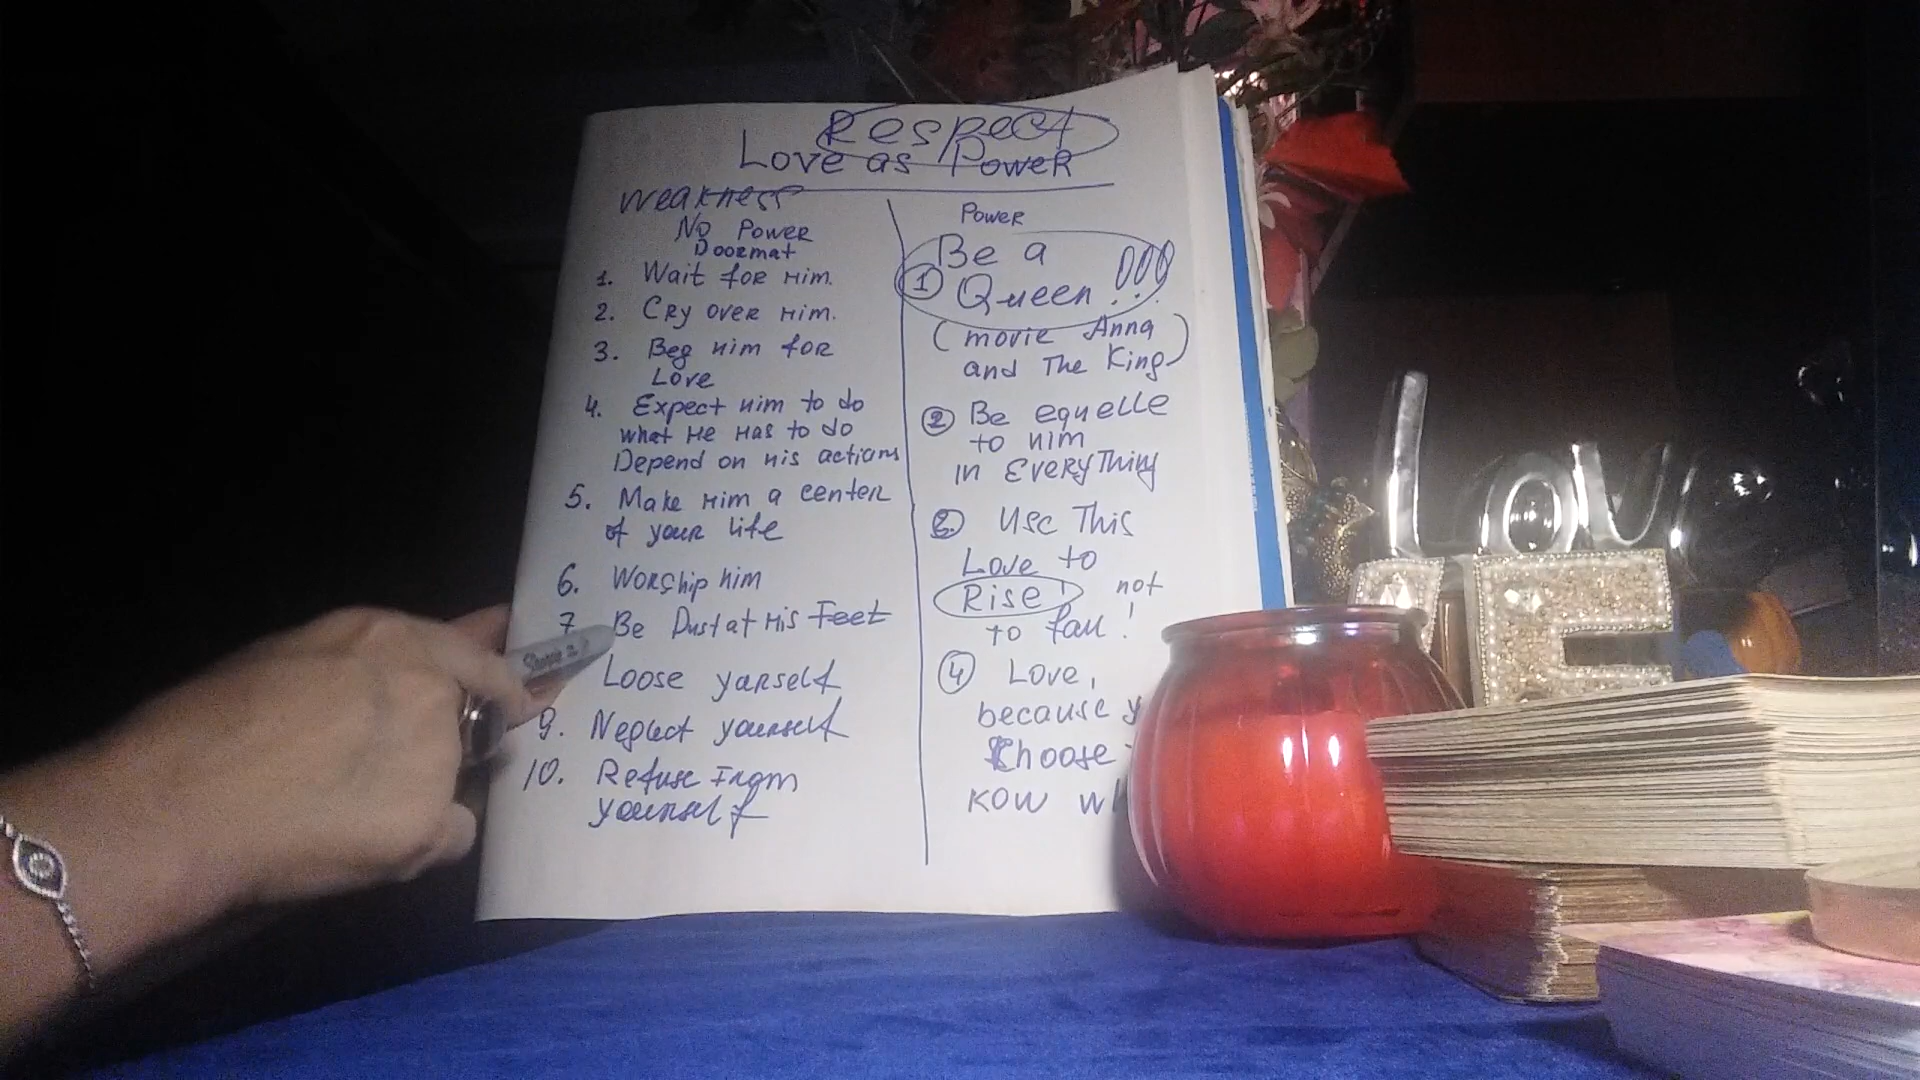 Respect
Love as Power
Weakness
No Power
Doormat
1. Wait for Him.
2. Cry over Him.
3. Beg him for
Love
4. Expect him to do
what He Has to do
Depend on his actions
5. Make Him a center
of your life
6. Worship him
7 Be Dust at His Feet
Loose yourself
9. Neglect yourself
10. Refuse From
yourself
Power
Be a
1 Queen !!!
(movie Anna
and The King)
2 Be equelle
to him
in EveryThing
3. Use This
Love to
Rise! not
to fall!
4 Love,
because y
Choose
KOW W
Sharpie
LOVE
E